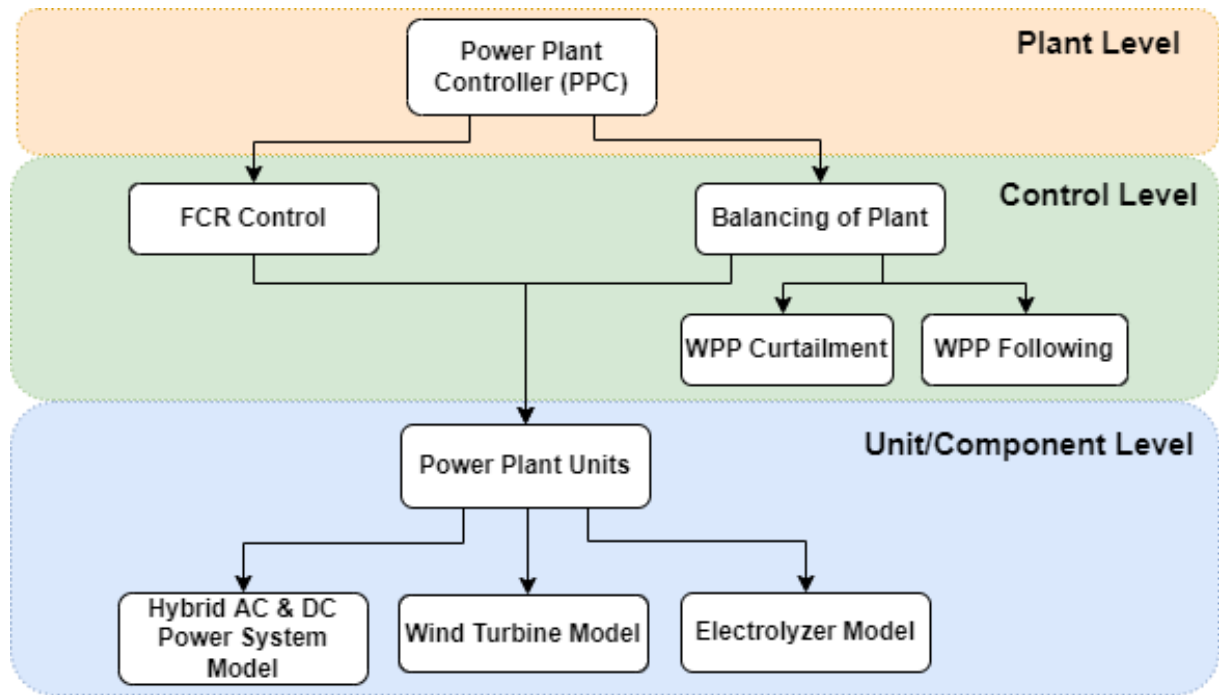 Plant Level
Power Plant
Controller (PPC)
Control Level
FCR Control
Balancing of Plant
WPP Curtailment
WPP Following
Unit/Component Level
Power Plant Units
Hybrid AC & DC
Power System
Model
Wind Turbine Model
Electrolyzer Model